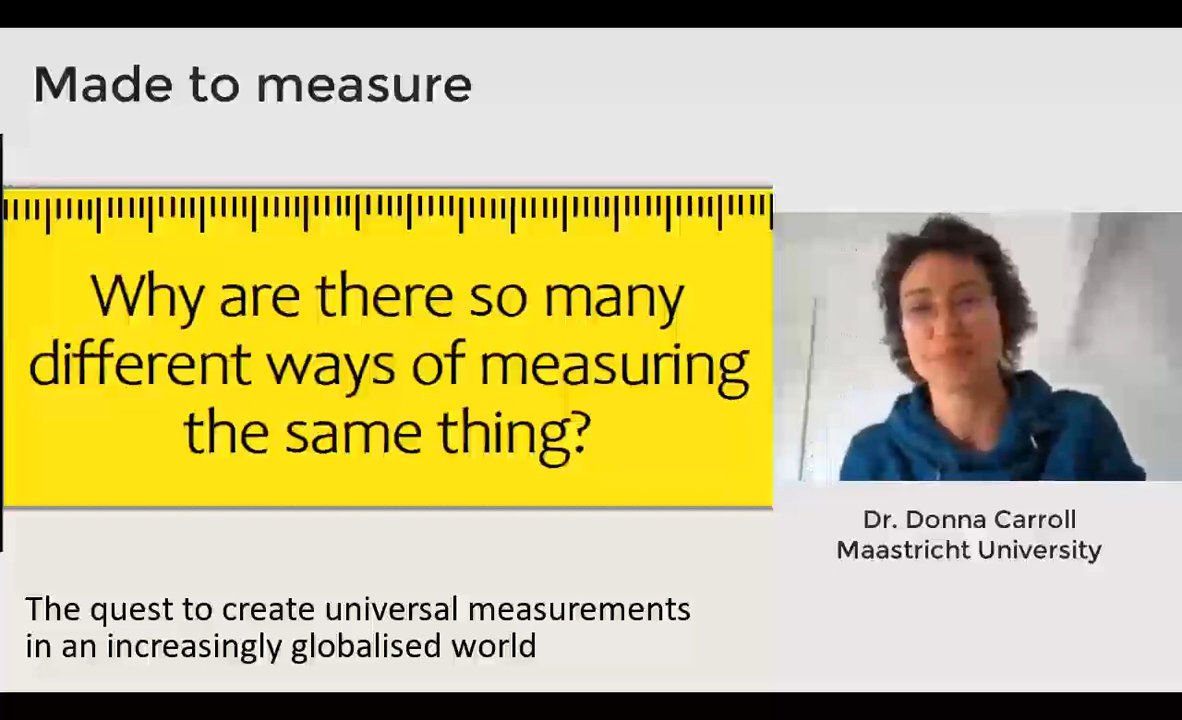 Made to measure
Why are there so many
different ways of measuring
the same thing?
Dr. Donna Carroll
Maastricht University
The quest to create universal measurements
in an increasingly globalised world